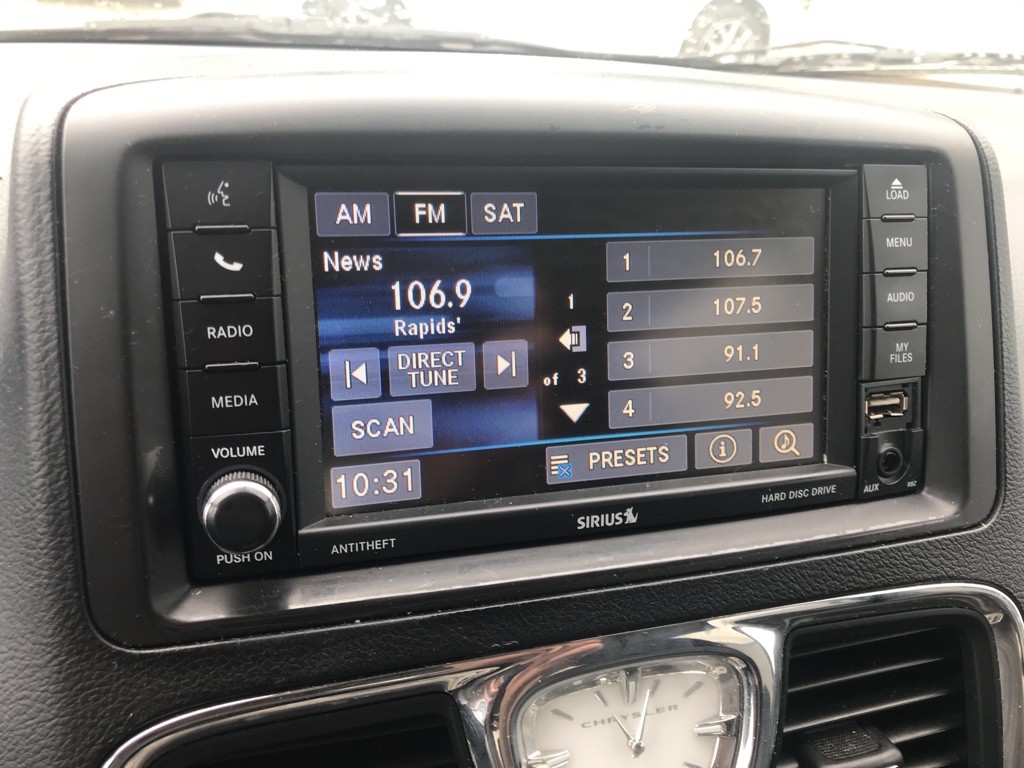 LOAD
AM FM SAT
MENU
News
1 106.7
106.9
1
2 107.5
AUDIO
Rapids'
RADIO
DIRECT
TUNE
3 91.1
MY
FILES
of 3
MEDIA
4 92.5
SCAN
VOLUME
PRESETS
i
10:31
PUSH ON
ANTITHEFT
SIRIUS
HARD DISC DRIVE
AUX
RBZ
CHRYSLER